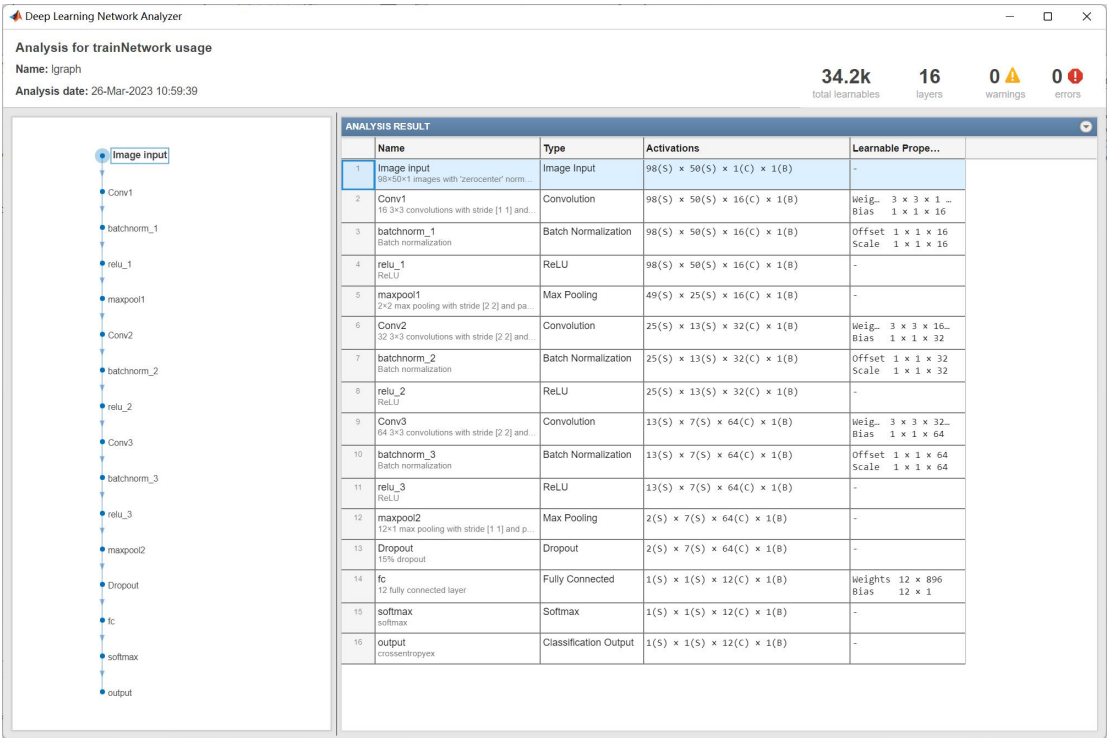 Deep Learning Network Analyzer
Analysis for trainNetwork usage
Name: lgraph
Analysis date: 26-Mar-2023 10:59:39
34.2k
total learnables
16
layers
0
warnings
0
errors
Image input
Conv1
batchnorm_1
relu_1
maxpool1
Conv2
batchnorm_2
relu_2
Conv3
batchnorm_3
relu_3
maxpool2
Dropout
fc
softmax
output
ANALYSIS RESULT
Name Type Activations Learnable Prope...
1 Image input Image Input 98(S) × 50(S) × 1(C) × 1(B) -
98×50×1 images with 'zerocenter' norm...
2 Conv1 Convolution 98(S) × 50(S) × 16(C) × 1(B) Weig… 3 × 3 × 1 …
16 3×3 convolutions with stride [1 1] and... Bias 1 × 1 × 16
3 batchnorm_1 Batch Normalization 98(S) × 50(S) × 16(C) × 1(B) Offset 1 × 1 × 16
Batch normalization Scale 1 × 1 × 16
4 relu_1 ReLU 98(S) × 50(S) × 16(C) × 1(B) -
ReLU
5 maxpool1 Max Pooling 49(S) × 25(S) × 16(C) × 1(B) -
2×2 max pooling with stride [2 2] and pa...
6 Conv2 Convolution 25(S) × 13(S) × 32(C) × 1(B) Weig… 3 × 3 × 16…
32 3×3 convolutions with stride [2 2] and... Bias 1 × 1 × 32
7 batchnorm_2 Batch Normalization 25(S) × 13(S) × 32(C) × 1(B) Offset 1 × 1 × 32
Batch normalization Scale 1 × 1 × 32
8 relu_2 ReLU 25(S) × 13(S) × 32(C) × 1(B) -
ReLU
9 Conv3 Convolution 13(S) × 7(S) × 64(C) × 1(B) Weig… 3 × 3 × 32…
64 3×3 convolutions with stride [2 2] and... Bias 1 × 1 × 64
10 batchnorm_3 Batch Normalization 13(S) × 7(S) × 64(C) × 1(B) Offset 1 × 1 × 64
Batch normalization Scale 1 × 1 × 64
11 relu_3 ReLU 13(S) × 7(S) × 64(C) × 1(B) -
ReLU
12 maxpool2 Max Pooling 2(S) × 7(S) × 64(C) × 1(B) -
12×1 max pooling with stride [1 1] and p...
13 Dropout Dropout 2(S) × 7(S) × 64(C) × 1(B) -
15% dropout
14 fc Fully Connected 1(S) × 1(S) × 12(C) × 1(B) Weights 12 × 896
12 fully connected layer Bias 12 × 1
15 softmax Softmax 1(S) × 1(S) × 12(C) × 1(B) -
softmax
16 output Classification Output 1(S) × 1(S) × 12(C) × 1(B) -
crossentropyex